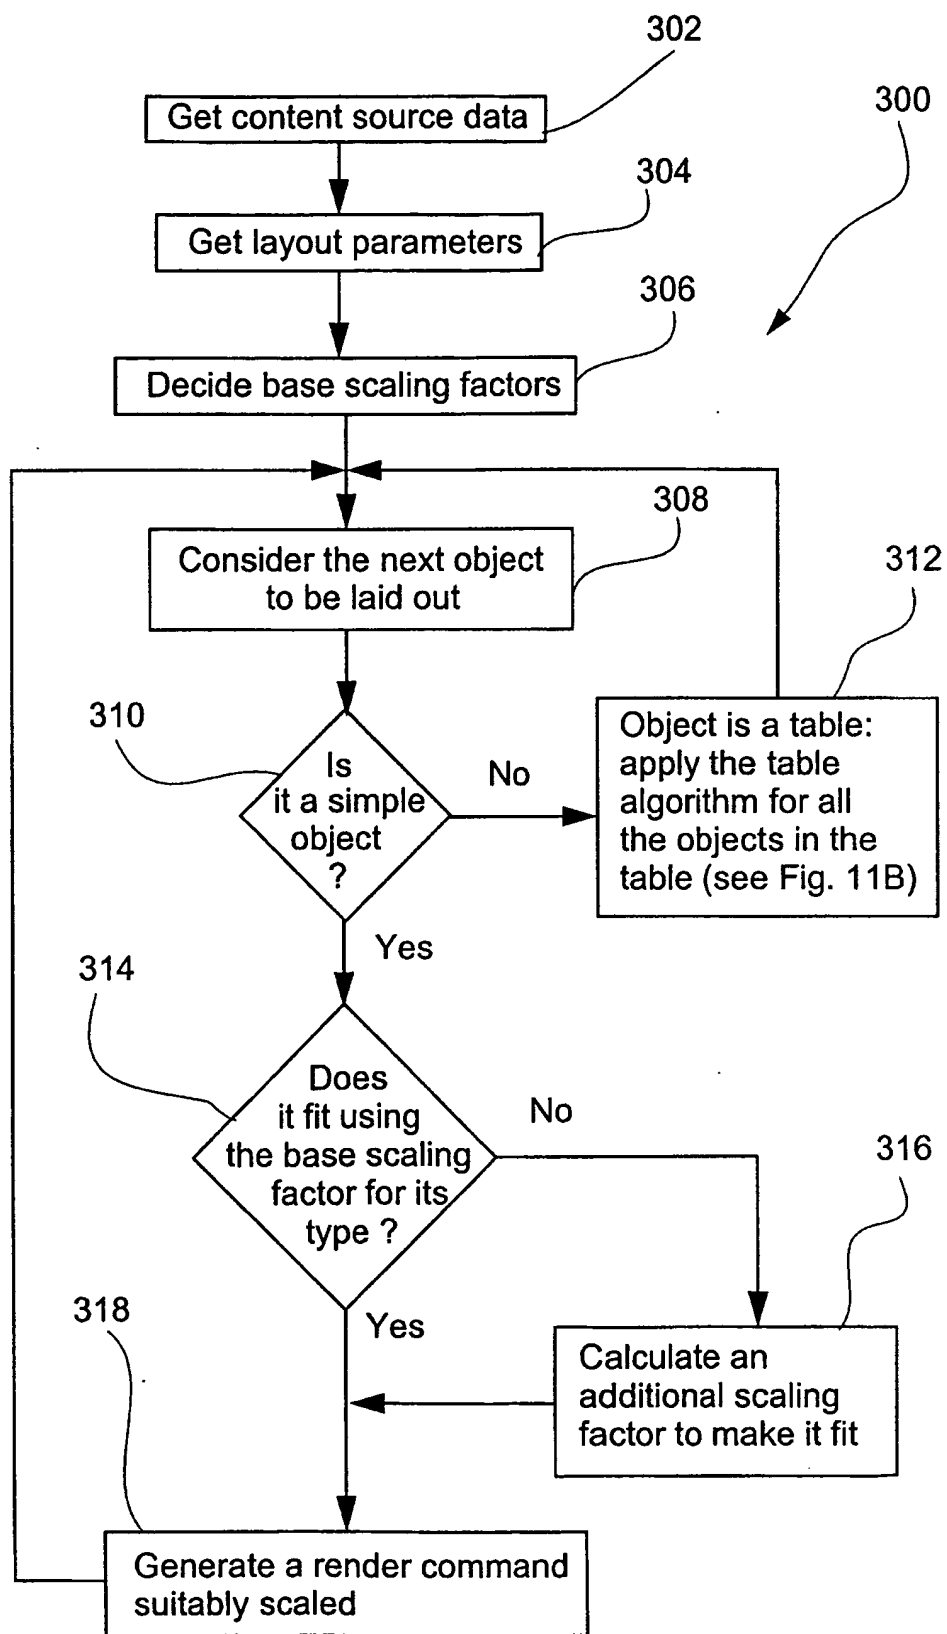 302
Get content source data
300
304
Get layout parameters
306
Decide base scaling factors
308
Consider the next object
to be laid out
312
310
Is
it a simple
object
?
No
Object is a table:
apply the table
algorithm for all
the objects in the
table (see Fig. 11B)
Yes
314
Does
it fit using
the base scaling
factor for its
type ?
No
316
Calculate an
additional scaling
factor to make it fit
318
Yes
Generate a render command
suitably scaled